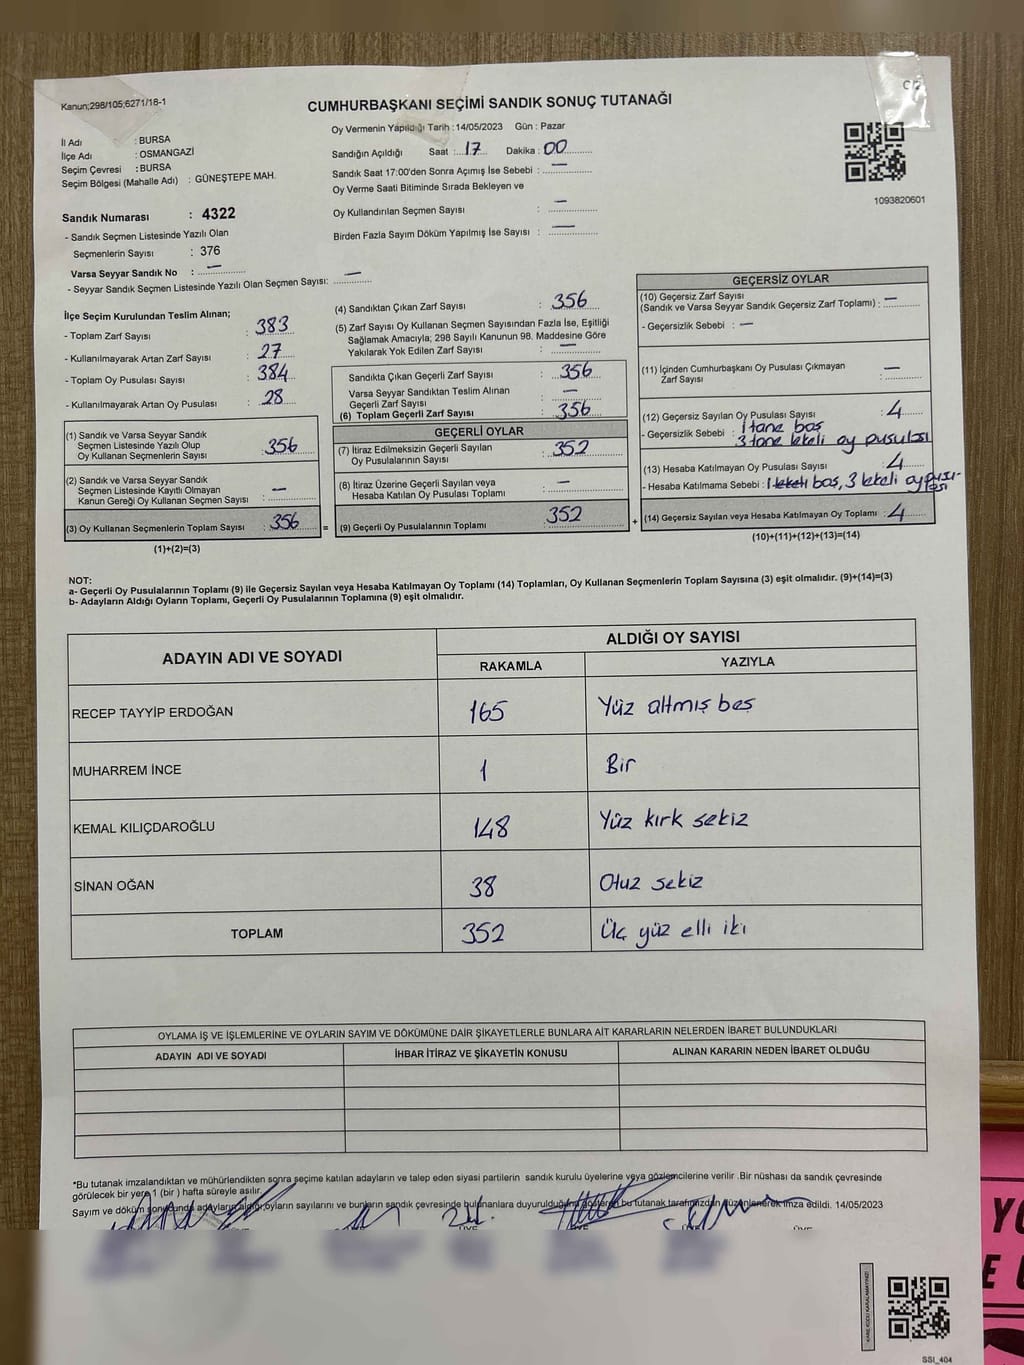 Kanun;298/105;6271/18-1
CUMHURBAŞKANI SEÇİMİ SANDIK SONUÇ TUTANAĞI
Oy Vermenin Yapıldığı Tarih :14/05/2023 Gün : Pazar
İl Adı : BURSA
İlçe Adı : OSMANGAZİ
Seçim Çevresi : BURSA
Seçim Bölgesi (Mahalle Adı) : GÜNEŞTEPE MAH.
Sandığın Açıldığı Saat : 17 Dakika : 00
Sandık Saat 17:00'den Sonra Açımış İse Sebebi : —
Oy Verme Saati Bitiminde Sırada Bekleyen ve
Oy Kullandırılan Seçmen Sayısı : —
Birden Fazla Sayım Döküm Yapılmış İse Sayısı : —
1093820601
Sandık Numarası : 4322
- Sandık Seçmen Listesinde Yazılı Olan
Seçmenlerin Sayısı : 376
Varsa Seyyar Sandık No : —
- Seyyar Sandık Seçmen Listesinde Yazılı Olan Seçmen Sayısı: —
İlçe Seçim Kurulundan Teslim Alınan;
- Toplam Zarf Sayısı : 383
- Kullanılmayarak Artan Zarf Sayısı : 27
- Toplam Oy Pusulası Sayısı : 384
- Kullanılmayarak Artan Oy Pusulası : 28
(1) Sandık ve Varsa Seyyar Sandık
Seçmen Listesinde Yazılı Olup
Oy Kullanan Seçmenlerin Sayısı : 356
(2) Sandık ve Varsa Seyyar Sandık
Seçmen Listesinde Kayıtlı Olmayan
Kanun Gereği Oy Kullanan Seçmen Sayısı : —
(3) Oy Kullanan Seçmenlerin Toplam Sayısı : 356 =
(1)+(2)=(3)
(4) Sandıktan Çıkan Zarf Sayısı : 356
(5) Zarf Sayısı Oy Kullanan Seçmen Sayısından Fazla İse, Eşitliği
Sağlamak Amacıyla; 298 Sayılı Kanunun 98. Maddesine Göre
Yakılarak Yok Edilen Zarf Sayısı : —
Sandıkta Çıkan Geçerli Zarf Sayısı : 356
Varsa Seyyar Sandıktan Teslim Alınan
Geçerli Zarf Sayısı : —
(6) Toplam Geçerli Zarf Sayısı : 356
GEÇERLİ OYLAR
(7) İtiraz Edilmeksizin Geçerli Sayılan
Oy Pusulalarının Sayısı : 352
(8) İtiraz Üzerine Geçerli Sayılan veya
Hesaba Katılan Oy Pusulası Toplamı : —
(9) Geçerli Oy Pusulalarının Toplamı : 352 +
GEÇERSİZ OYLAR
(10) Geçersiz Zarf Sayısı
(Sandık ve Varsa Seyyar Sandık Geçersiz Zarf Toplamı) : —
- Geçersizlik Sebebi : —
(11) İçinden Cumhurbaşkanı Oy Pusulası Çıkmayan
Zarf Sayısı : —
(12) Geçersiz Sayılan Oy Pusulası Sayısı : 4
- Geçersizlik Sebebi : 1 tane boş
3 tane lekeli oy pusulası
(13) Hesaba Katılmayan Oy Pusulası Sayısı : 4
- Hesaba Katılmama Sebebi : 1 lekeli boş, 3 lekeli oy pusulası
(14) Geçersiz Sayılan veya Hesaba Katılmayan Oy Toplamı : 4
(10)+(11)+(12)+(13)=(14)
NOT:
a- Geçerli Oy Pusulalarının Toplamı (9) ile Geçersiz Sayılan veya Hesaba Katılmayan Oy Toplamı (14) Toplamları, Oy Kullanan Seçmenlerin Toplam Sayısına (3) eşit olmalıdır. (9)+(14)=(3)
b- Adayların Aldığı Oyların Toplamı, Geçerli Oy Pusulalarının Toplamına (9) eşit olmalıdır.
ADAYIN ADI VE SOYADI ALDIĞI OY SAYISI
RAKAMLA YAZIYLA
RECEP TAYYİP ERDOĞAN 165 Yüz altmış beş
MUHARREM İNCE 1 Bir
KEMAL KILIÇDAROĞLU 148 Yüz kırk sekiz
SİNAN OĞAN 38 Otuz sekiz
TOPLAM 352 Üç yüz elli iki
OYLAMA İŞ VE İŞLEMLERİNE VE OYLARIN SAYIM VE DÖKÜMÜNE DAİR ŞİKAYETLERLE BUNLARA AİT KARARLARIN NELERDEN İBARET BULUNDUKLARI
ADAYIN ADI VE SOYADI İHBAR İTİRAZ VE ŞİKAYETİN KONUSU ALINAN KARARIN NEDEN İBARET OLDUĞU
*Bu tutanak imzalandıktan ve mühürlendikten sonra seçime katılan adayların ve talep eden siyasi partilerin sandık kurulu üyelerine veya gözlemcilerine verilir .Bir nüshası da sandık çevresinde
görülecek bir yere 1 (bir ) hafta süreyle asılır.
Sayım ve döküm sonucunda adayların aldığı oyların sayılarını ve bunların sandık çevresinde bulunanlara duyurulduğunu gösteren bu tutanak tarafımızdan düzenlenerek imza edildi. 14/05/2023
SSI_404